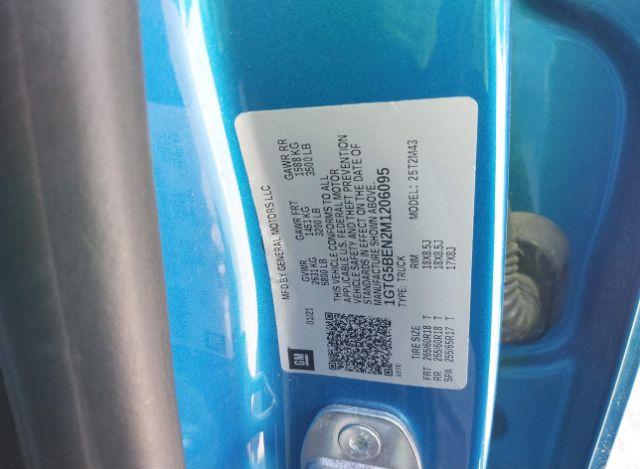 MFD BY GENERAL MOTORS LLC
01/21 GVWR GAWR FRT GAWR RR
2631 KG 1451 KG 1588 KG
5800 LB 3200 LB 3500 LB
THIS VEHICLE CONFORMS TO ALL
APPLICABLE U.S. FEDERAL MOTOR
VEHICLE SAFETY AND THEFT PREVENTION
STANDARDS IN EFFECT ON THE DATE OF
MANUFACTURE SHOWN ABOVE.
1GTG5BEN2M1206095
TYPE: TRUCK MODEL: 25T2M43
GM
TIRE SIZE RIM
FRT 265/60R18 T 18X8.5J
RR 265/60R18 T 18X8.5J
SPA 255/65R17 T 17X8J